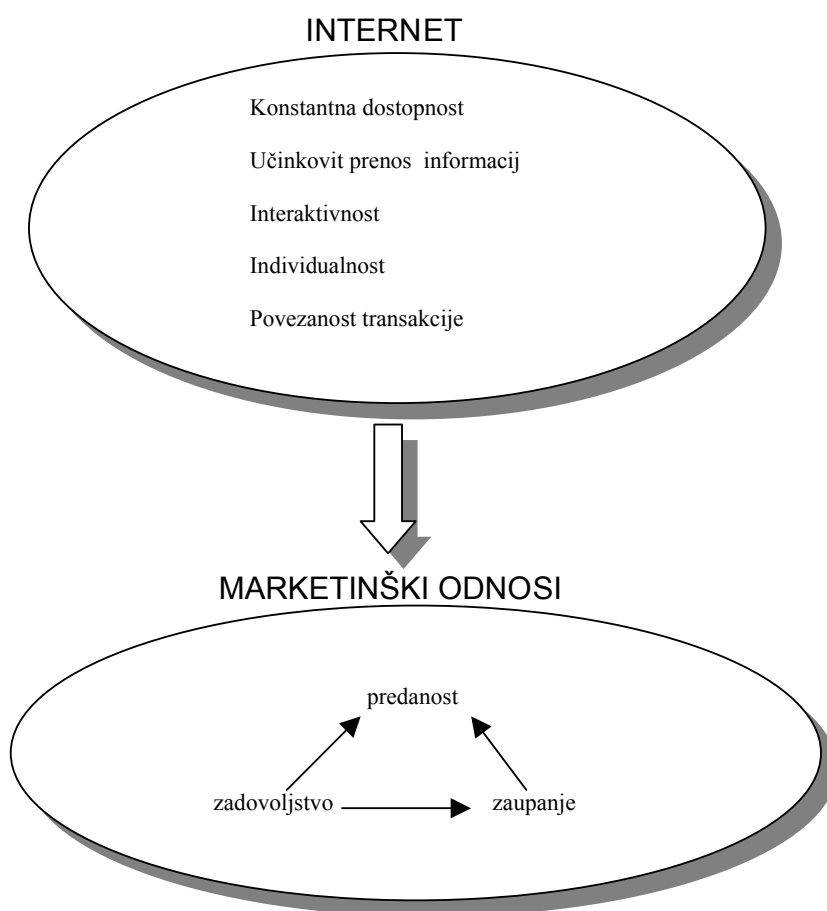 INTERNET
Konstantna dostopnost
Učinkovit prenos informacij
Interaktivnost
Individualnost
Povezanost transakcije
MARKETINŠKI ODNOSI
predanost
zadovoljstvo zaupanje